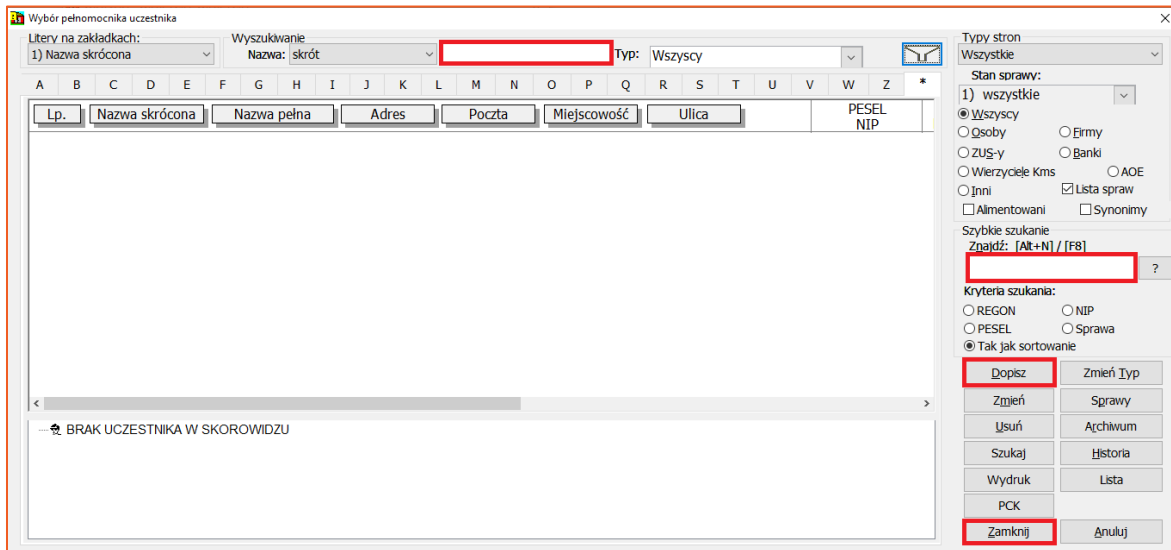 Wybór pełnomocnika uczestnika
Litery na zakładkach:
1) Nazwa skrócona
Wyszukiwanie
Nazwa: skrót
Typ: Wszyscy
A B C D E F G H I J K L M N O P Q R S T U V W Z *
Lp. Nazwa skrócona Nazwa pełna Adres Poczta Miejscowość Ulica PESEL
NIP
BRAK UCZESTNIKA W SKOROWIDZU
Typy stron
Wszystkie
Stan sprawy:
1) wszystkie
Wszyscy
Osoby Firmy
ZUS-y Banki
Wierzyciele Kms AOE
Inni Lista spraw
Alimentowani Synonimy
Szybkie szukanie
Znajdź: [Alt+N] / [F8]
?
Kryteria szukania:
REGON NIP
PESEL Sprawa
Tak jak sortowanie
Dopisz Zmień Typ
Zmień Sprawy
Usuń Archiwum
Szukaj Historia
Wydruk Lista
PCK
Zamknij Anuluj